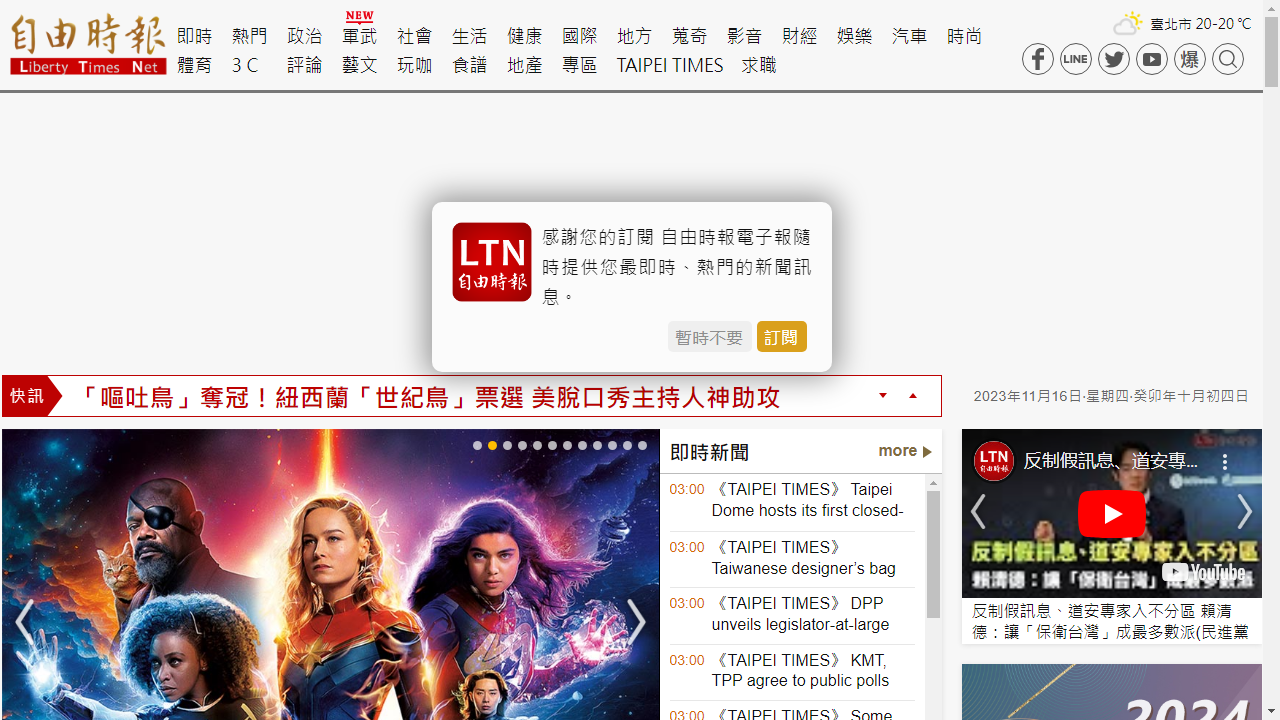 自由時報
Liberty Times Net
NEW
即時 熱門 政治 軍武 社會 生活 健康 國際 地方 蒐奇 影音 財經 娛樂 汽車 時尚
體育 3 C 評論 藝文 玩咖 食譜 地產 專區 TAIPEI TIMES 求職
臺北市 20-20 ℃
LINE
爆
LTN
自由時報
感謝您的訂閱 自由時報電子報隨
時提供您最即時、熱門的新聞訊
息。
暫時不要
訂閱
快訊
「嘔吐鳥」奪冠！紐西蘭「世紀鳥」票選 美脫口秀主持人神助攻
2023年11月16日‧星期四‧癸卯年十月初四日
即時新聞
more
03:00 《TAIPEI TIMES》 Taipei
Dome hosts its first closed-
03:00 《TAIPEI TIMES》
Taiwanese designer's bag
03:00 《TAIPEI TIMES》 DPP
unveils legislator-at-large
03:00 《TAIPEI TIMES》 KMT,
TPP agree to public polls
03:00 《TAIPEI TIMES》 Some
LTN
自由時報
反制假訊息、道安專...
反制假訊息、道安專家入不分區
賴清德：讓「保衛台灣」
YouTube
反制假訊息、道安專家入不分區 賴清
德：讓「保衛台灣」成最多數派(民進黨
2024